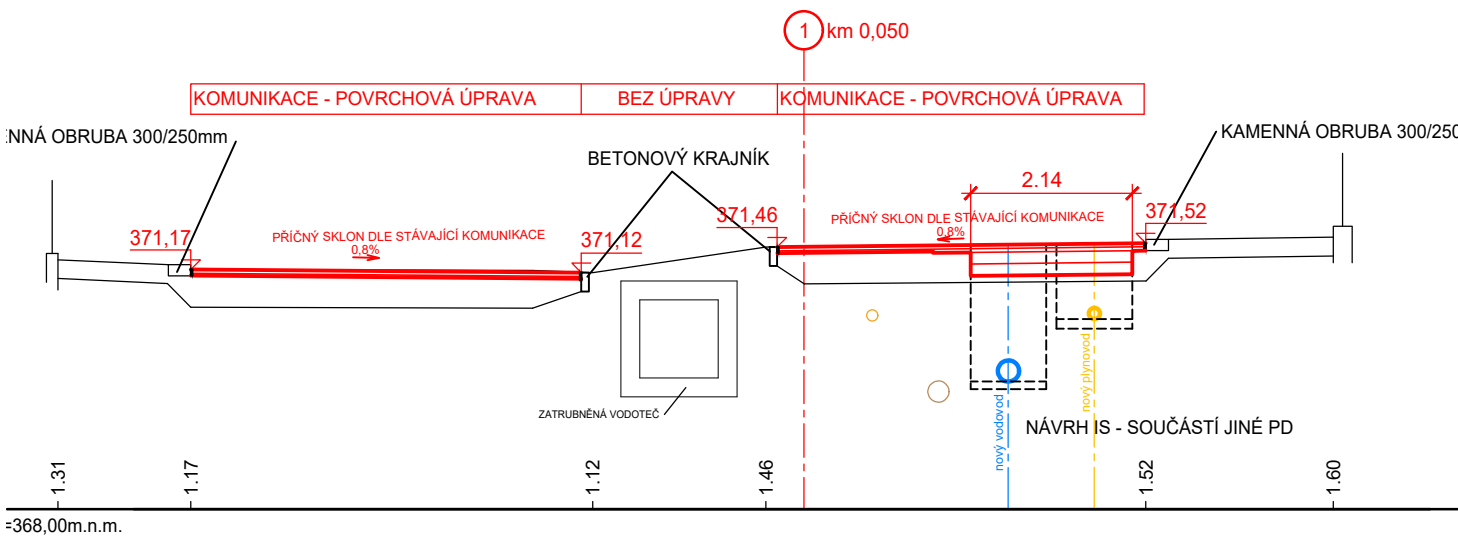 1 km 0,050
KOMUNIKACE - POVRCHOVÁ ÚPRAVA BEZ ÚPRAVY KOMUNIKACE - POVRCHOVÁ ÚPRAVA
NNÁ OBRUBA 300/250mm
KAMENNÁ OBRUBA 300/250
BETONOVÝ KRAJNÍK
2.14
371,17
PŘÍČNÝ SKLON DLE STÁVAJÍCÍ KOMUNIKACE
0.8%
371,12
371,46
PŘÍČNÝ SKLON DLE STÁVAJÍCÍ KOMUNIKACE
0.8%
371,52
ZATRUBNĚNÁ VODOTEČ
nový vodovod
nový plynovod
NÁVRH IS - SOUČÁSTÍ JINÉ PD
1.31
1.17
1.12
1.46
1.52
1.60
=368,00m.n.m.